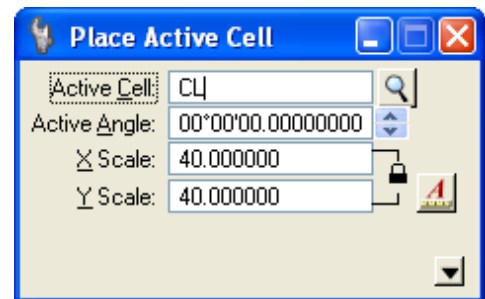 Place Active Cell
Active Cell: CL
Active Angle: 00°00'00.00000000
X Scale: 40.000000
Y Scale: 40.000000
A